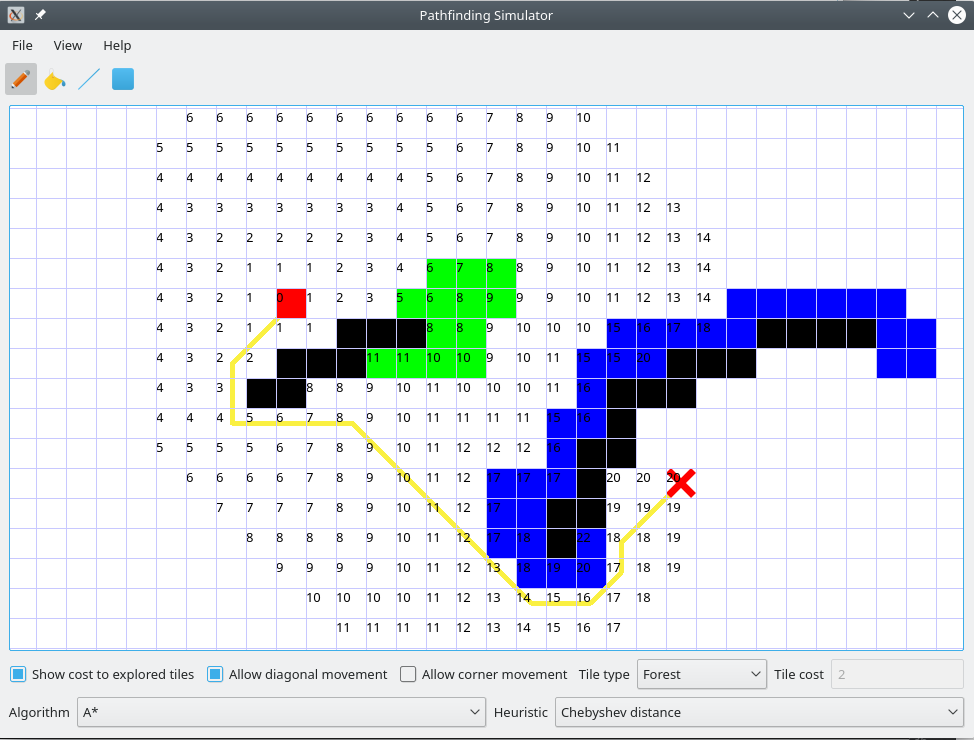 Pathfinding Simulator
File View Help
6 6 6 6 6 6 6 6 6 6 7 8 9 10
5 5 5 5 5 5 5 5 5 5 6 7 8 9 10 11
4 4 4 4 4 4 4 4 4 5 6 7 8 9 10 11 12
4 3 3 3 3 3 3 3 4 5 6 7 8 9 10 11 12 13
4 3 2 2 2 2 2 3 4 5 6 7 8 9 10 11 12 13 14
4 3 2 1 1 1 2 3 4 6 7 8 8 9 10 11 12 13 14
4 3 2 1 0 1 2 3 5 6 8 9 9 9 10 11 12 13 14
4 3 2 1 1 1 8 8 9 10 10 10 15 16 17 18
4 3 2 2 11 11 10 10 9 10 11 15 15 20
4 3 3 8 8 9 10 11 10 10 10 11 16
4 4 4 5 6 7 8 9 10 11 11 11 11 15 16
5 5 5 5 6 7 8 9 10 11 12 12 12 16
6 6 6 6 7 8 9 10 11 12 17 17 17 20 20 20
7 7 7 7 8 9 10 11 12 17 19 19 19
8 8 8 8 9 10 11 12 17 18 22 18 18 19
9 9 9 9 10 11 12 13 18 19 20 17 18 19
10 10 10 10 11 12 13 14 15 16 17 18
11 11 11 11 12 13 14 15 16 17
Show cost to explored tiles Allow diagonal movement Allow corner movement Tile type Forest Tile cost 2
Algorithm A* Heuristic Chebyshev distance